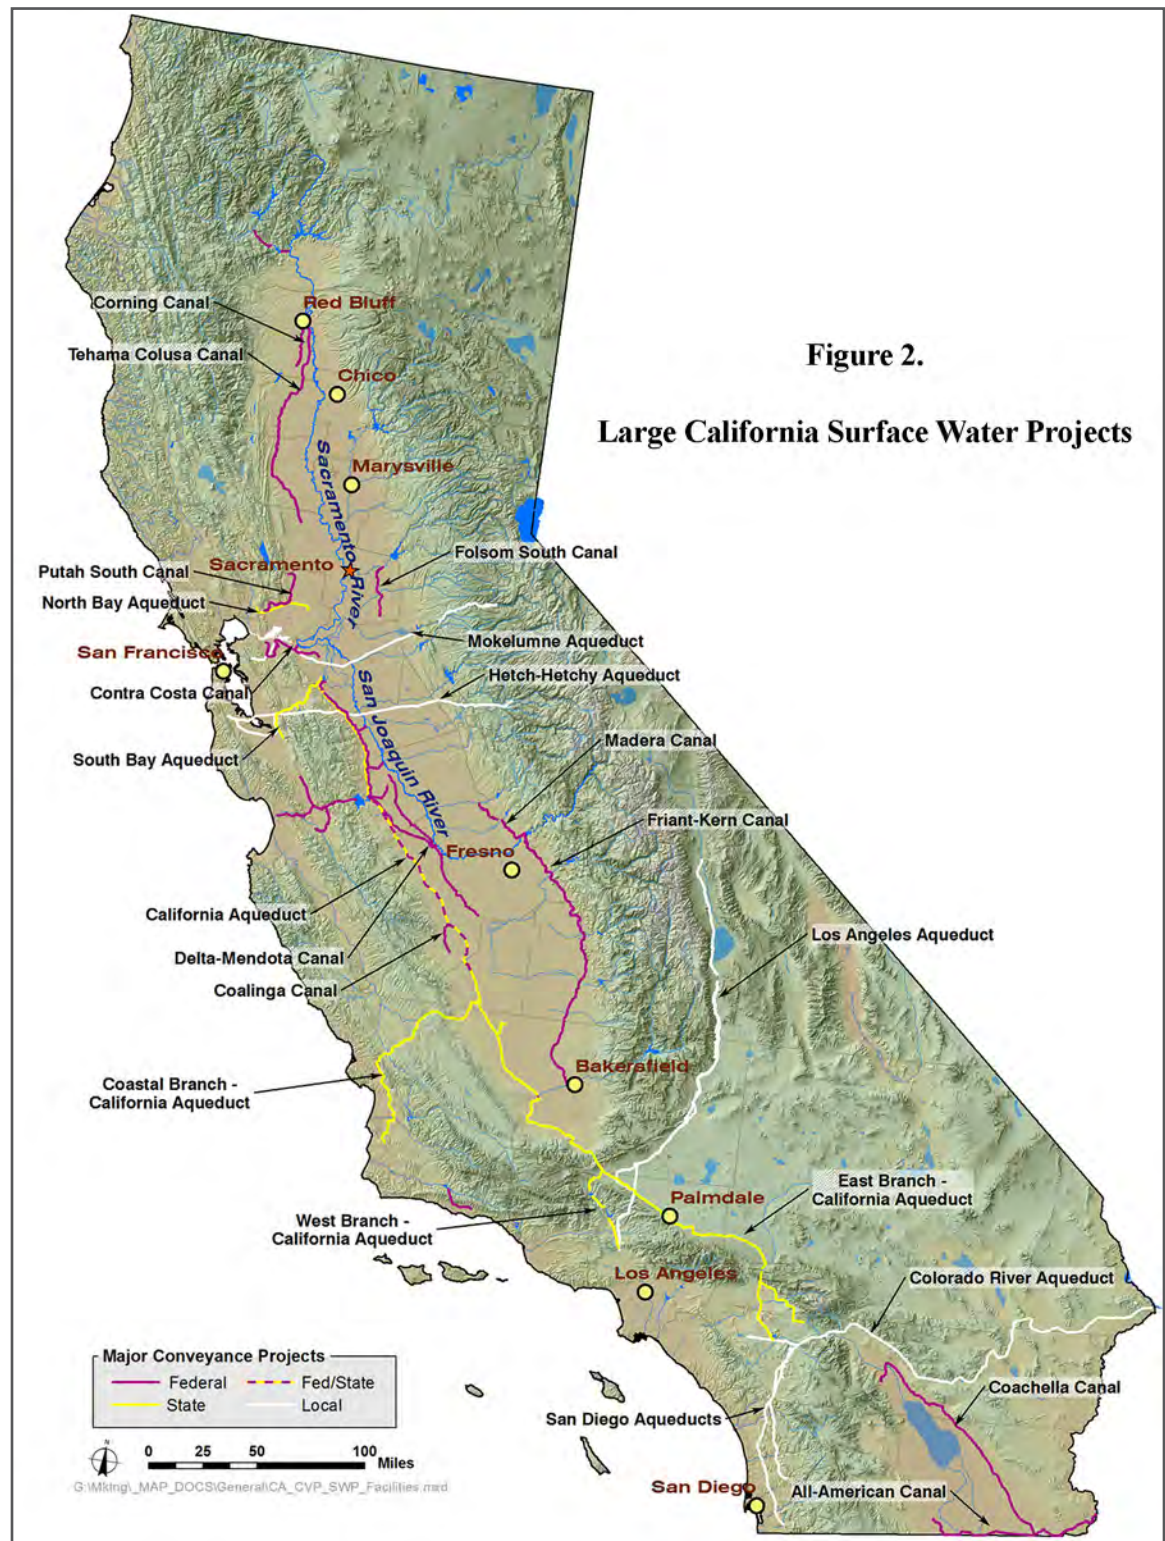 Figure 2.
Large California Surface Water Projects
Corning Canal
Red Bluff
Tehama Colusa Canal
Chico
Sacramento River
Marysville
Folsom South Canal
Sacramento
Putah South Canal
North Bay Aqueduct
Mokelumne Aqueduct
San Francisco
Hetch-Hetchy Aqueduct
Contra Costa Canal
San Joaquin River
Madera Canal
South Bay Aqueduct
Friant-Kern Canal
Fresno
California Aqueduct
Los Angeles Aqueduct
Delta-Mendota Canal
Coalinga Canal
Bakersfield
Coastal Branch -
California Aqueduct
East Branch -
California Aqueduct
Palmdale
West Branch -
California Aqueduct
Los Angeles
Colorado River Aqueduct
Coachella Canal
San Diego Aqueducts
San Diego
All-American Canal
Major Conveyance Projects
Federal
Fed/State
State
Local
N
0 25 50 100
Miles
G:\Mking\_MAP_DOCS\General\CA_CVP_SWP_Facilities.mxd